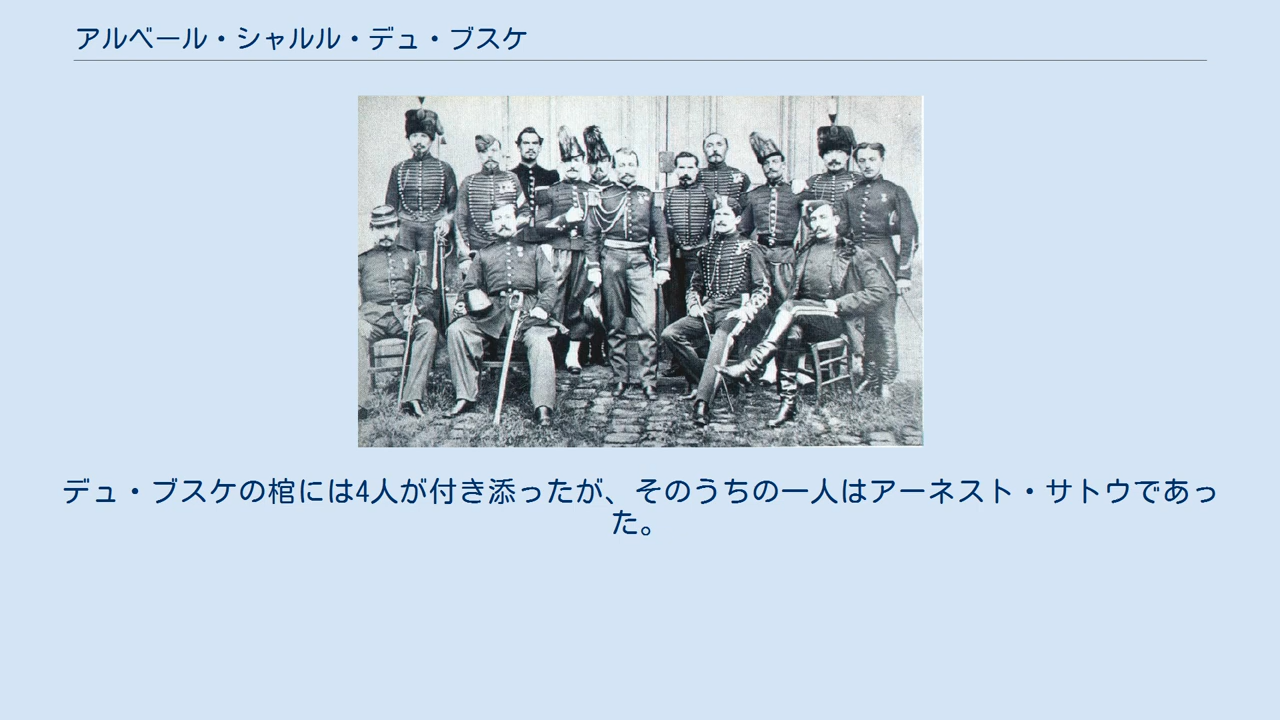 アルベール・シャルル・デュ・ブスケ
デュ・ブスケの棺には4人が付き添ったが、そのうちの一人はアーネスト・サトウであっ
た。